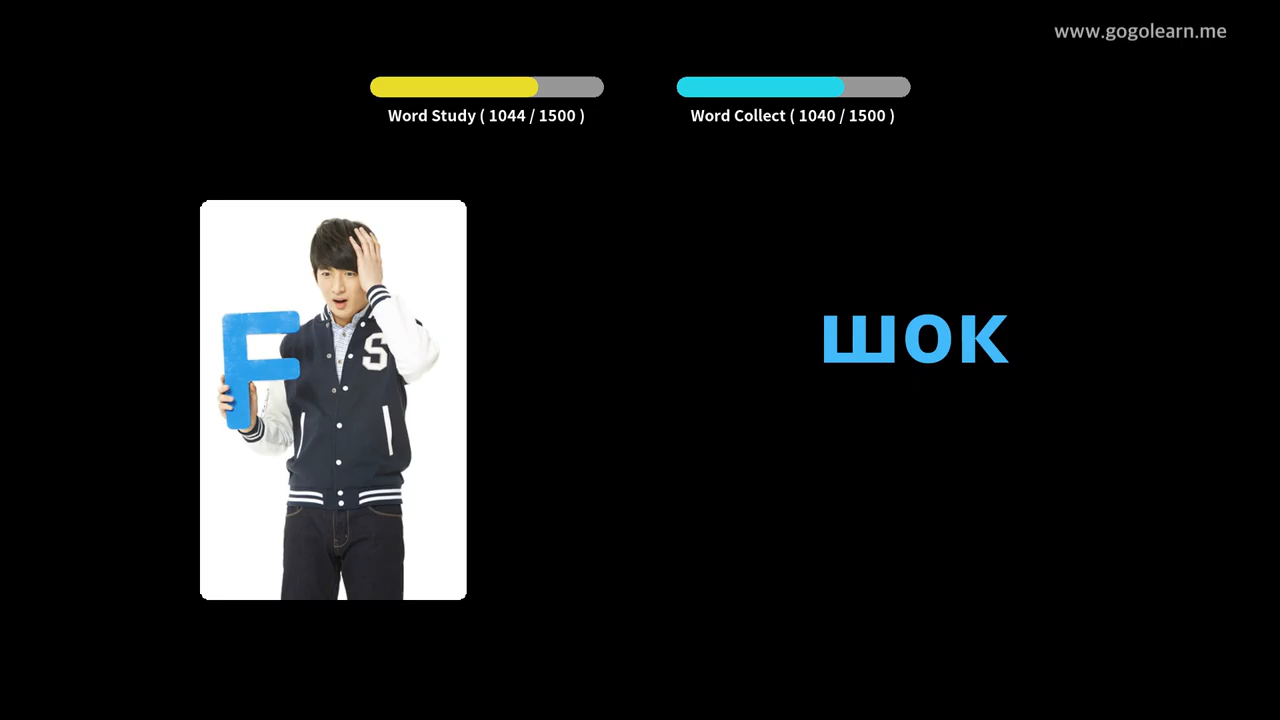 www.gogolearn.me
Word Study ( 1044 / 1500 )
Word Collect ( 1040 / 1500 )
F
S
шок